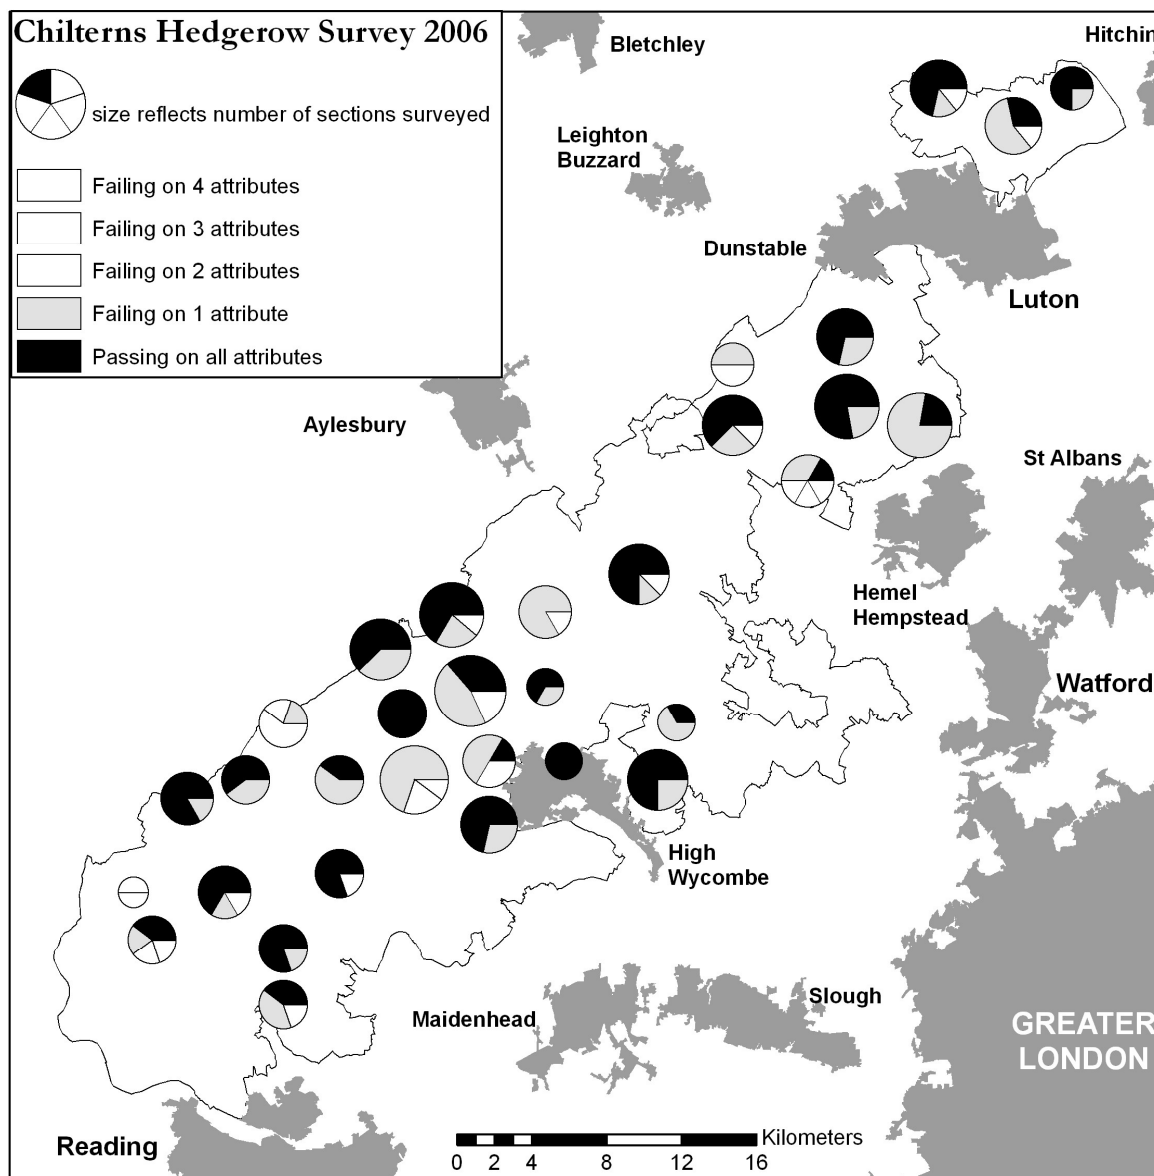 Chilterns Hedgerow Survey 2006
size reflects number of sections surveyed
Failing on 4 attributes
Failing on 3 attributes
Failing on 2 attributes
Failing on 1 attribute
Passing on all attributes
Bletchley
Hitchin
Leighton
Buzzard
Dunstable
Luton
Aylesbury
St Albans
Hemel
Hempstead
Watford
High
Wycombe
Maidenhead
Slough
GREATER
LONDON
Reading
Kilometers
0 2 4 8 12 16